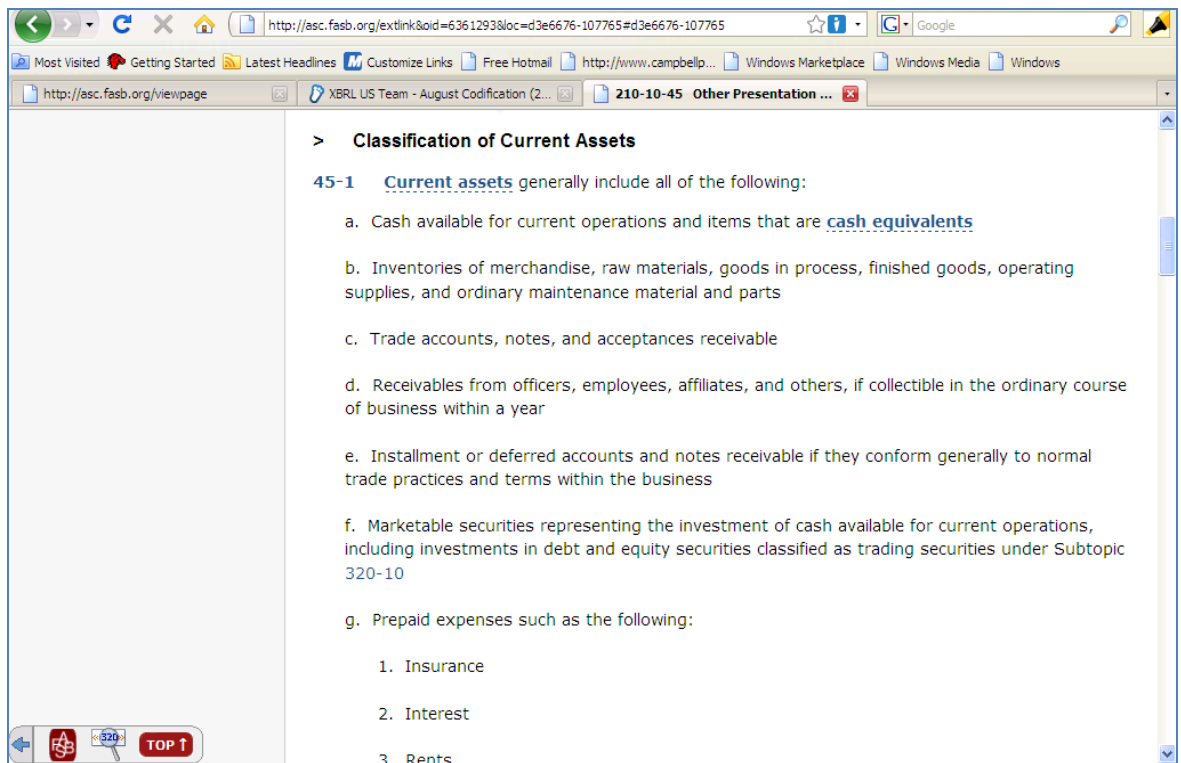 http://asc.fasb.org/extlink&oid=6361293&loc=d3e6676-107765#d3e6676-107765
G Google
Most Visited Getting Started Latest Headlines Customize Links Free Hotmail http://www.campbellp... Windows Marketplace Windows Media Windows
http://asc.fasb.org/viewpage XBRL US Team - August Codification (2... 210-10-45 Other Presentation ...
> Classification of Current Assets
45-1 Current assets generally include all of the following:
a. Cash available for current operations and items that are cash equivalents
b. Inventories of merchandise, raw materials, goods in process, finished goods, operating
supplies, and ordinary maintenance material and parts
c. Trade accounts, notes, and acceptances receivable
d. Receivables from officers, employees, affiliates, and others, if collectible in the ordinary course
of business within a year
e. Installment or deferred accounts and notes receivable if they conform generally to normal
trade practices and terms within the business
f. Marketable securities representing the investment of cash available for current operations,
including investments in debt and equity securities classified as trading securities under Subtopic
320-10
g. Prepaid expenses such as the following:
1. Insurance
2. Interest
3. Rents
FASB «320» TOP